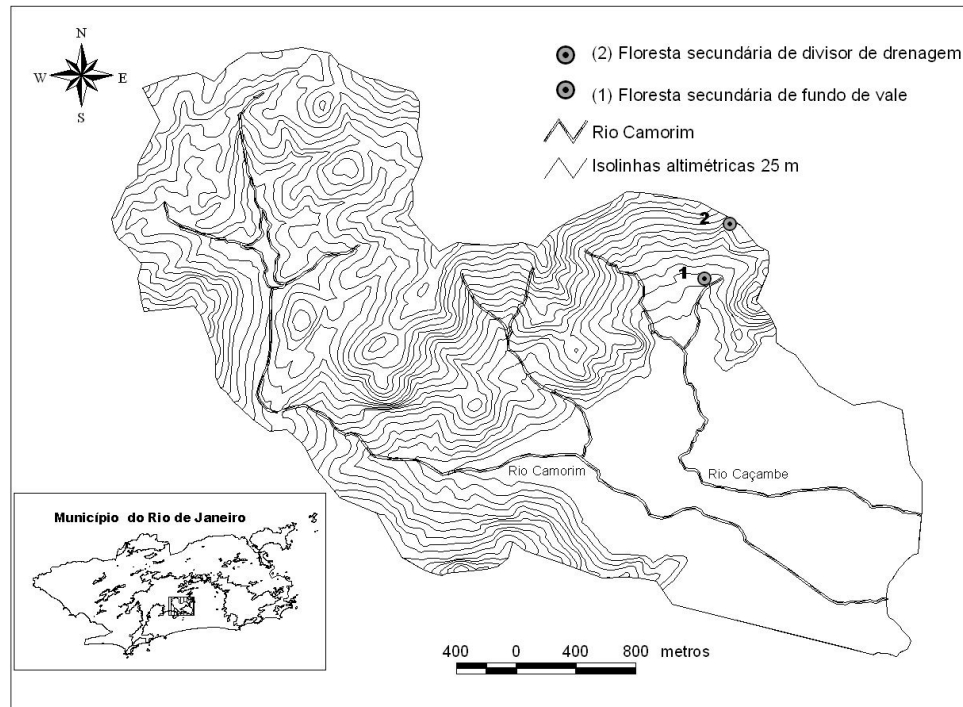 N
W E
S
(2) Floresta secundária de divisor de drenagem
(1) Floresta secundária de fundo de vale
Rio Camorim
Isolinhas altimétricas 25 m
2
1
Rio Camorim
Rio Caçambe
Município do Rio de Janeiro
400 0 400 800 metros